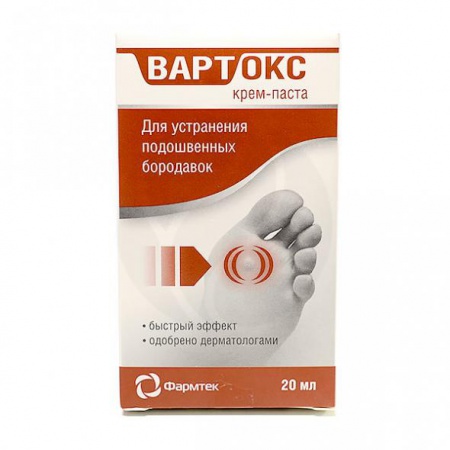 ВАРТОКС
крем-паста
Для устранения
подошвенных
бородавок
• быстрый эффект
• одобрено дерматологами
Фармтек
20 мл